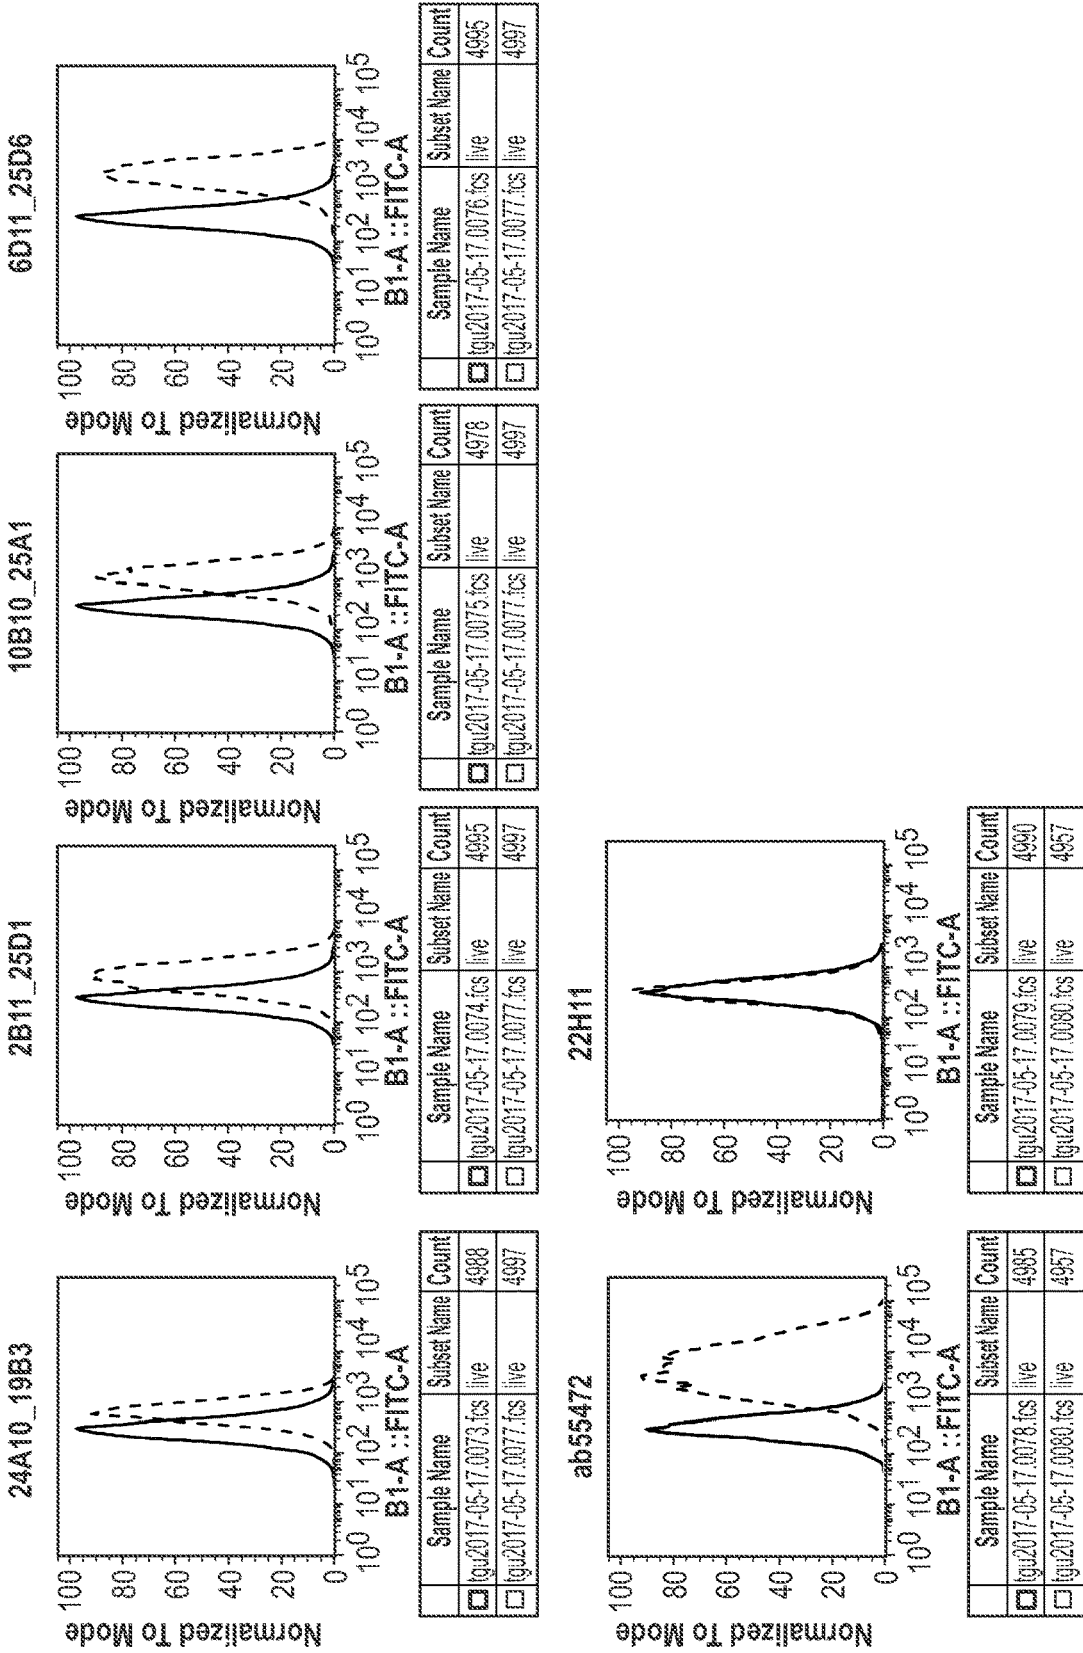 24A10_19B3
Normalized To Mode
100
80
60
40
20
0
10^0 10^1 10^2 10^3 10^4 10^5
B1-A ::FITC-A
Sample Name Subset Name Count
tgu2017-05-17.0073.fcs live 4988
tgu2017-05-17.0077.fcs live 4997
2B11_25D1
Normalized To Mode
100
80
60
40
20
0
10^0 10^1 10^2 10^3 10^4 10^5
B1-A ::FITC-A
Sample Name Subset Name Count
tgu2017-05-17.0074.fcs live 4995
tgu2017-05-17.0077.fcs live 4997
10B10_25A1
Normalized To Mode
100
80
60
40
20
0
10^0 10^1 10^2 10^3 10^4 10^5
B1-A ::FITC-A
Sample Name Subset Name Count
tgu2017-05-17.0075.fcs live 4978
tgu2017-05-17.0077.fcs live 4997
6D11_25D6
Normalized To Mode
100
80
60
40
20
0
10^0 10^1 10^2 10^3 10^4 10^5
B1-A ::FITC-A
Sample Name Subset Name Count
tgu2017-05-17.0076.fcs live 4995
tgu2017-05-17.0077.fcs live 4997
ab55472
Normalized To Mode
100
80
60
40
20
0
10^0 10^1 10^2 10^3 10^4 10^5
B1-A ::FITC-A
Sample Name Subset Name Count
tgu2017-05-17.0078.fcs live 4985
tgu2017-05-17.0080.fcs live 4957
22H11
Normalized To Mode
100
80
60
40
20
0
10^0 10^1 10^2 10^3 10^4 10^5
B1-A ::FITC-A
Sample Name Subset Name Count
tgu2017-05-17.0079.fcs live 4990
tgu2017-05-17.0080.fcs live 4957